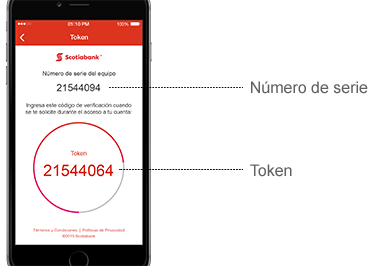 05:10 PM 100%
Token
Scotiabank
Número de serie del equipo
21544094
Número de serie
Ingresa este código de verificación cuando
se te solicite durante el acceso a tu cuenta:
Token
21544064
Token
Términos y Condiciones | Políticas de Privacidad
©2015 Scotiabank